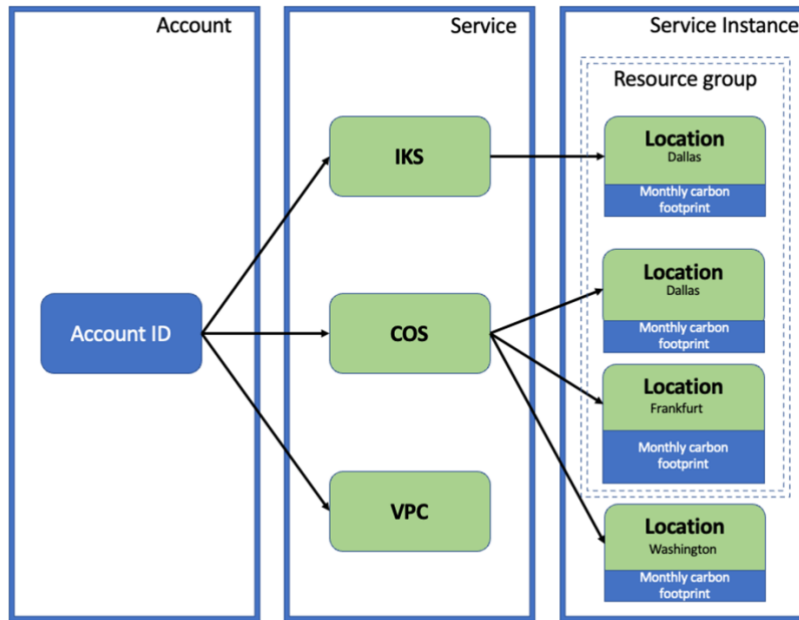 Account
Service
Service Instance
Resource group
IKS
Location
Dallas
Monthly carbon
footprint
Account ID
COS
Location
Dallas
Monthly carbon
footprint
Location
Frankfurt
Monthly carbon
footprint
VPC
Location
Washington
Monthly carbon
footprint